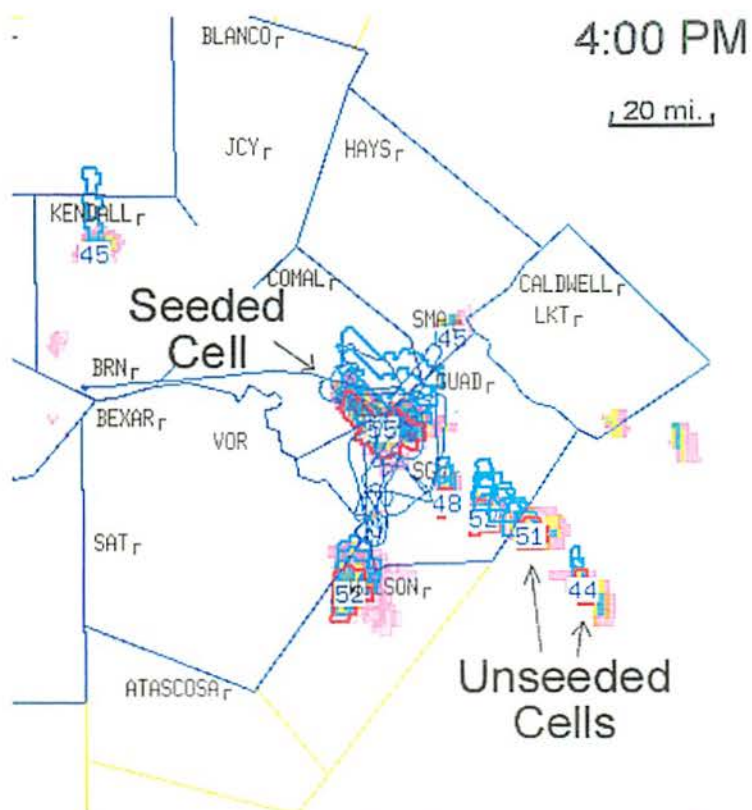 BLANCO r
4:00 PM
20 mi.
JCY r
HAYS r
KENDALL r
45
COMAL r
CALDWELL r
LKT r
Seeded
Cell
SMA
45
BRN r
GUAD r
BEXAR r
VOR
55
48
51
SAT r
52
44
Unseeded
Cells
ATASCOSA r